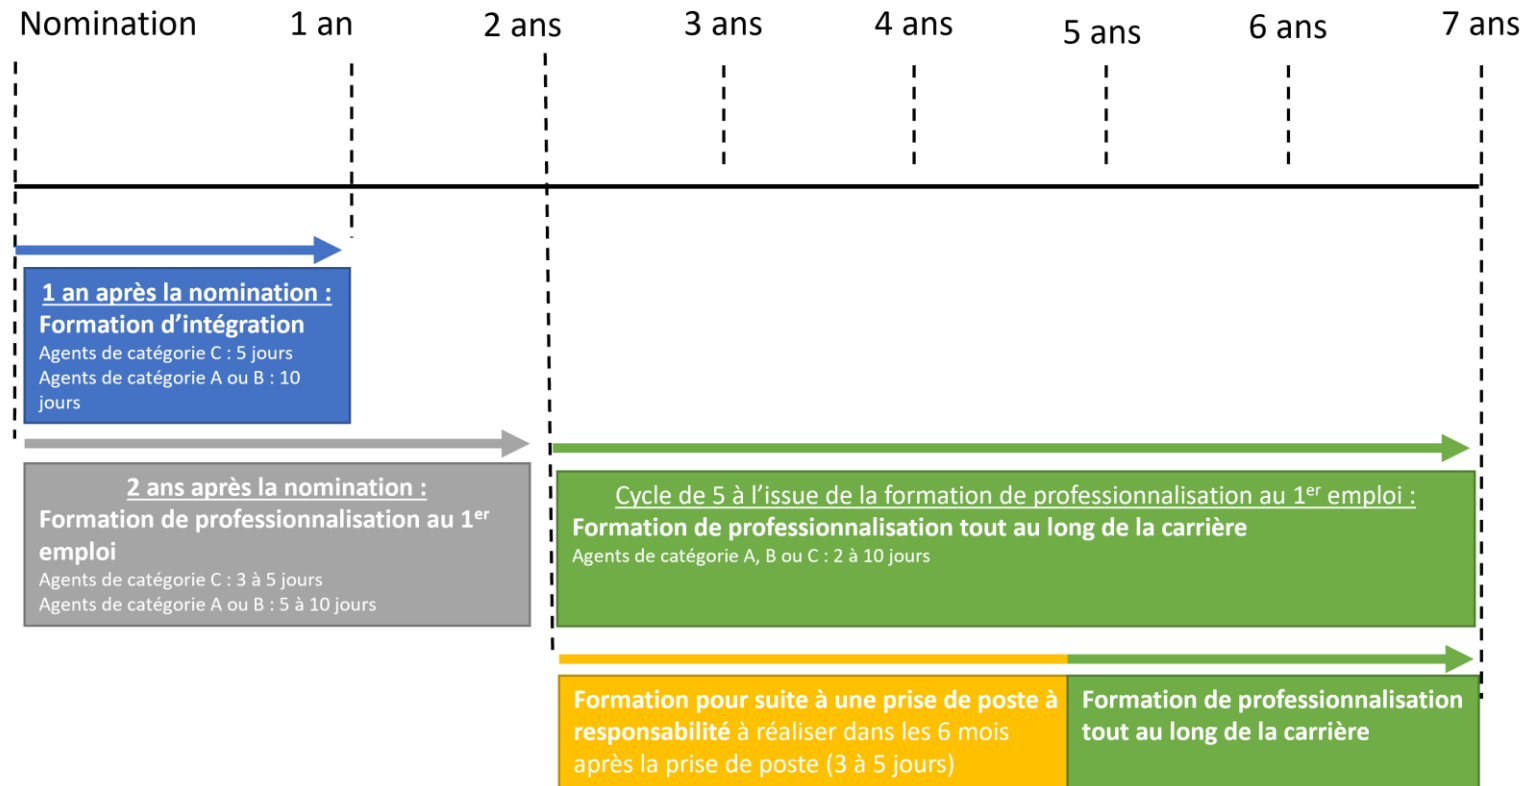 Nomination 1 an 2 ans 3 ans 4 ans 5 ans 6 ans 7 ans
1 an après la nomination :
Formation d’intégration
Agents de catégorie C : 5 jours
Agents de catégorie A ou B : 10
jours
2 ans après la nomination :
Formation de professionnalisation au 1er
emploi
Agents de catégorie C : 3 à 5 jours
Agents de catégorie A ou B : 5 à 10 jours
Cycle de 5 à l’issue de la formation de professionnalisation au 1er emploi :
Formation de professionnalisation tout au long de la carrière
Agents de catégorie A, B ou C : 2 à 10 jours
Formation pour suite à une prise de poste à
responsabilité à réaliser dans les 6 mois
après la prise de poste (3 à 5 jours)
Formation de professionnalisation
tout au long de la carrière